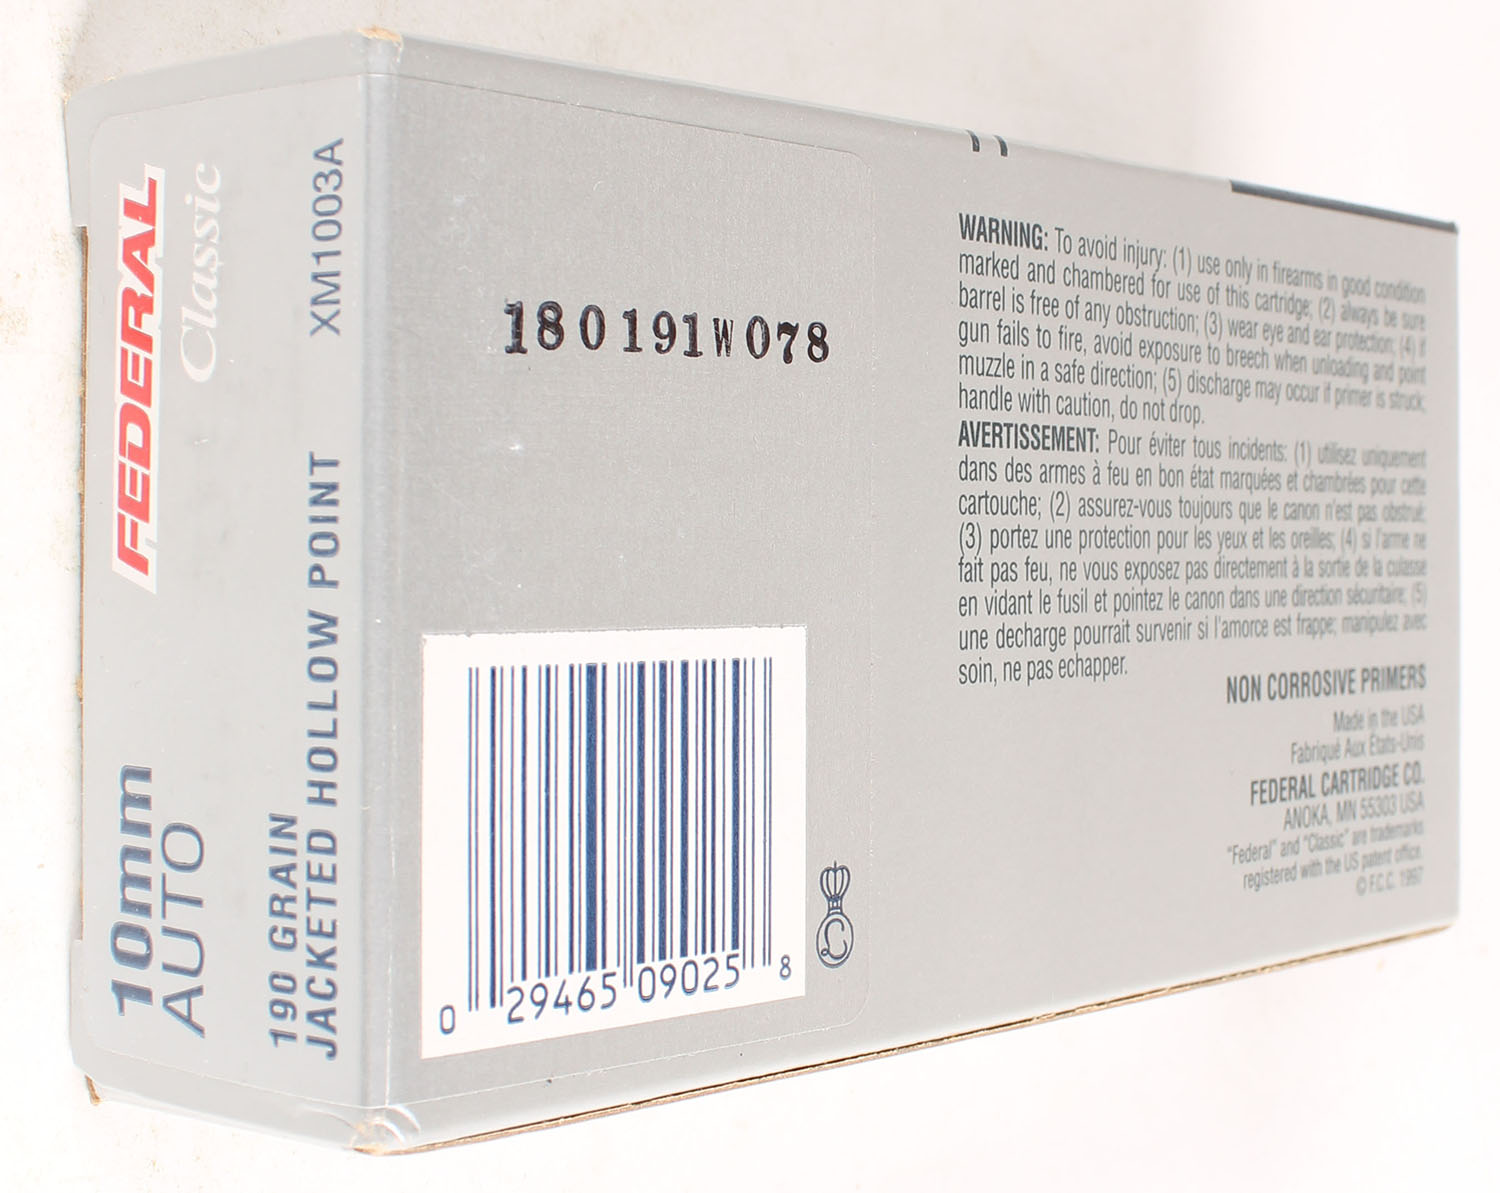 FEDERAL
Classic
XM1003A
10mm
AUTO
190 GRAIN
JACKETED HOLLOW POINT
180191W078
0 29465 09025 8
WARNING: To avoid injury: (1) use only in firearms in good condition
marked and chambered for use of this cartridge; (2) always be sure
barrel is free of any obstruction; (3) wear eye and ear protection; (4) if
gun fails to fire, avoid exposure to breech when unloading and point
muzzle in a safe direction; (5) discharge may occur if primer is struck;
handle with caution, do not drop.
AVERTISSEMENT: Pour éviter tous incidents: (1) utilisez uniquement
dans des armes à feu en bon état marquées et chambrées pour cette
cartouche; (2) assurez-vous toujours que le canon n'est pas obstrué;
(3) portez une protection pour les yeux et les oreilles; (4) si l'arme ne
fait pas feu, ne vous exposez pas directement à la sortie de la culasse
en vidant le fusil et pointez le canon dans une direction sécuritaire; (5)
une decharge pourrait survenir si l'amorce est frappe; manipulez avec
soin, ne pas echapper.
NON CORROSIVE PRIMERS
Made in the USA
Fabriqué Aux États-Unis
FEDERAL CARTRIDGE CO.
ANOKA, MN 55303 USA
"Federal" and "Classic" are trademarks
registered with the US patent office.
© F.C.C. 1997